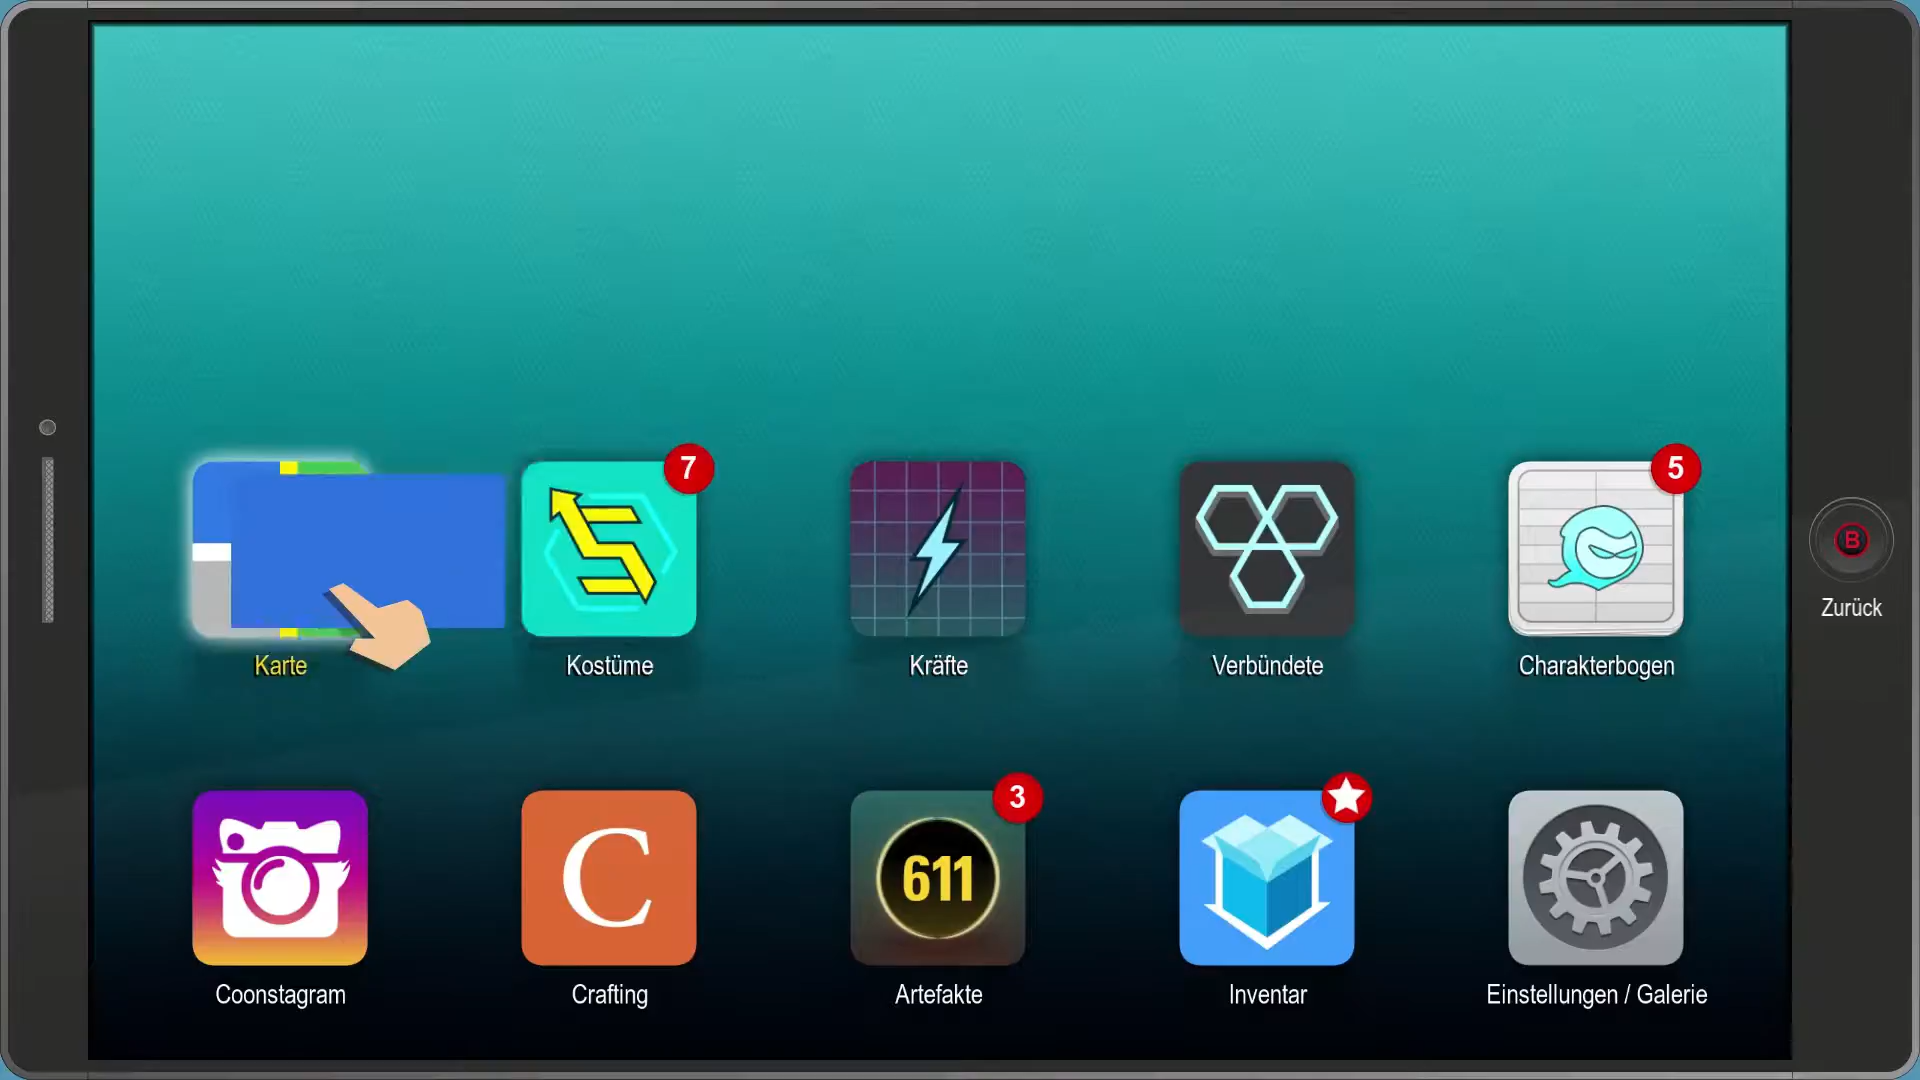 7
5
Karte
Kostüme
Kräfte
Verbündete
Charakterbogen
B
Zurück
C
611
3
Coonstagram
Crafting
Artefakte
Inventar
Einstellungen / Galerie